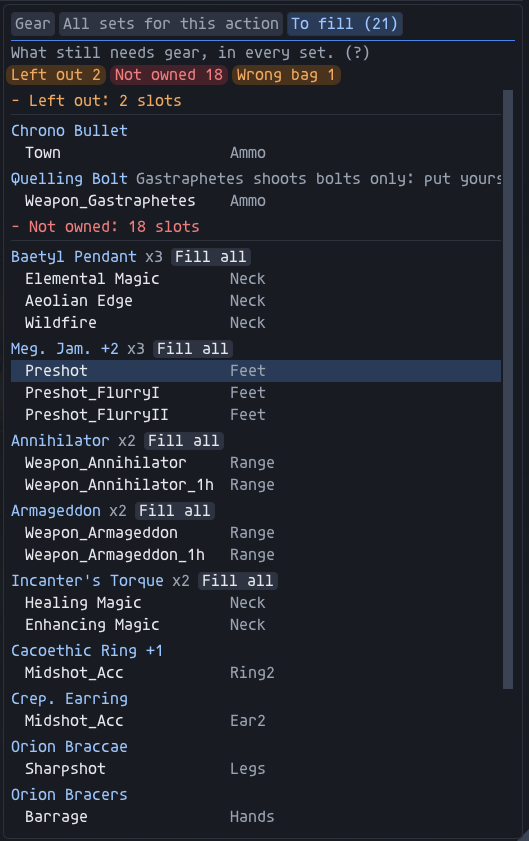 Gear All sets for this action To fill (21)
What still needs gear, in every set. (?)
Left out 2 Not owned 18 Wrong bag 1
- Left out: 2 slots
Chrono Bullet
Town Ammo
Quelling Bolt Gastraphetes shoots bolts only: put yours
Weapon_Gastraphetes Ammo
- Not owned: 18 slots
Baetyl Pendant x3 Fill all
Elemental Magic Neck
Aeolian Edge Neck
Wildfire Neck
Meg. Jam. +2 x3 Fill all
Preshot Feet
Preshot_FlurryI Feet
Preshot_FlurryII Feet
Annihilator x2 Fill all
Weapon_Annihilator Range
Weapon_Annihilator_1h Range
Armageddon x2 Fill all
Weapon_Armageddon Range
Weapon_Armageddon_1h Range
Incanter's Torque x2 Fill all
Healing Magic Neck
Enhancing Magic Neck
Cacoethic Ring +1
Midshot_Acc Ring2
Crep. Earring
Midshot_Acc Ear2
Orion Braccae
Sharpshot Legs
Orion Bracers
Barrage Hands